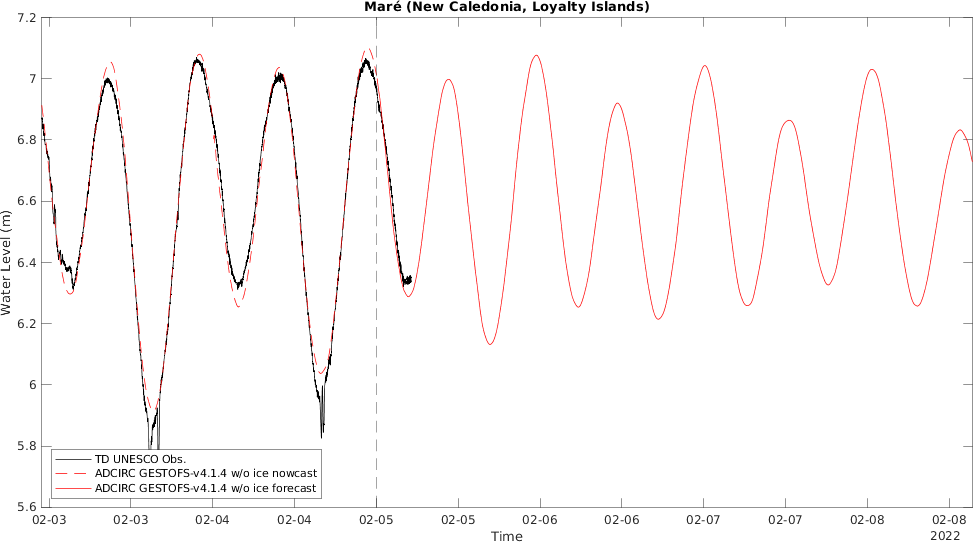 Maré (New Caledonia, Loyalty Islands)
7.2
7
6.8
6.6
6.4
6.2
6
5.8
5.6
Water Level (m)
TD UNESCO Obs.
ADCIRC GESTOFS-v4.1.4 w/o ice nowcast
ADCIRC GESTOFS-v4.1.4 w/o ice forecast
02-03 02-03 02-04 02-04 02-05 02-05 02-06 02-06 02-07 02-07 02-08 02-08
2022
Time